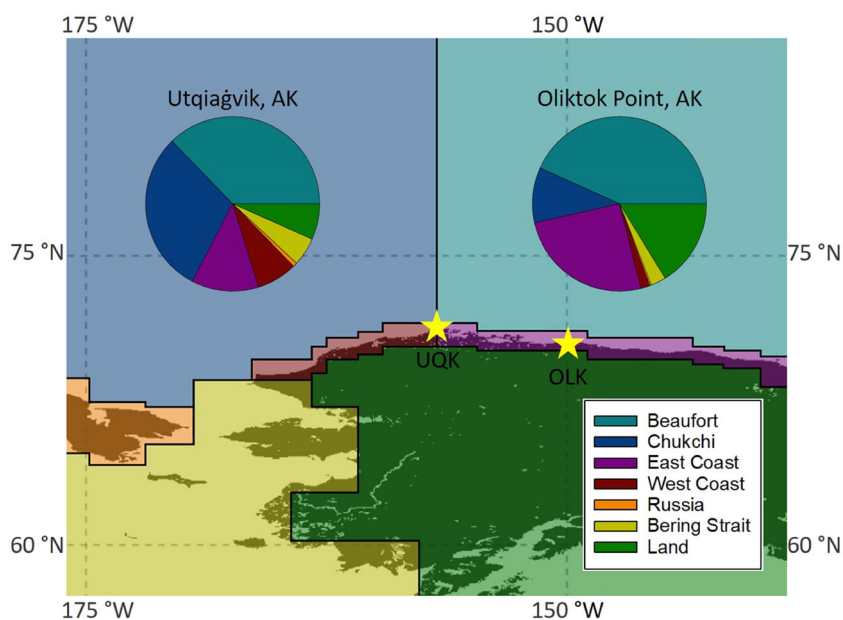 175 °W
150 °W
Utqiaġvik, AK
Oliktok Point, AK
75 °N
75 °N
UQK
OLK
Beaufort
Chukchi
East Coast
West Coast
Russia
Bering Strait
Land
60 °N
60 °N
175 °W
150 °W